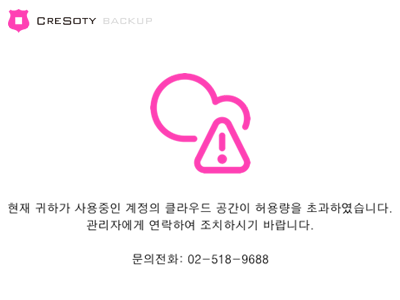 CRESOTY BACKUP
현재 귀하가 사용중인 계정의 클라우드 공간이 허용량을 초과하였습니다.
관리자에게 연락하여 조치하시기 바랍니다.
문의전화: 02-518-9688